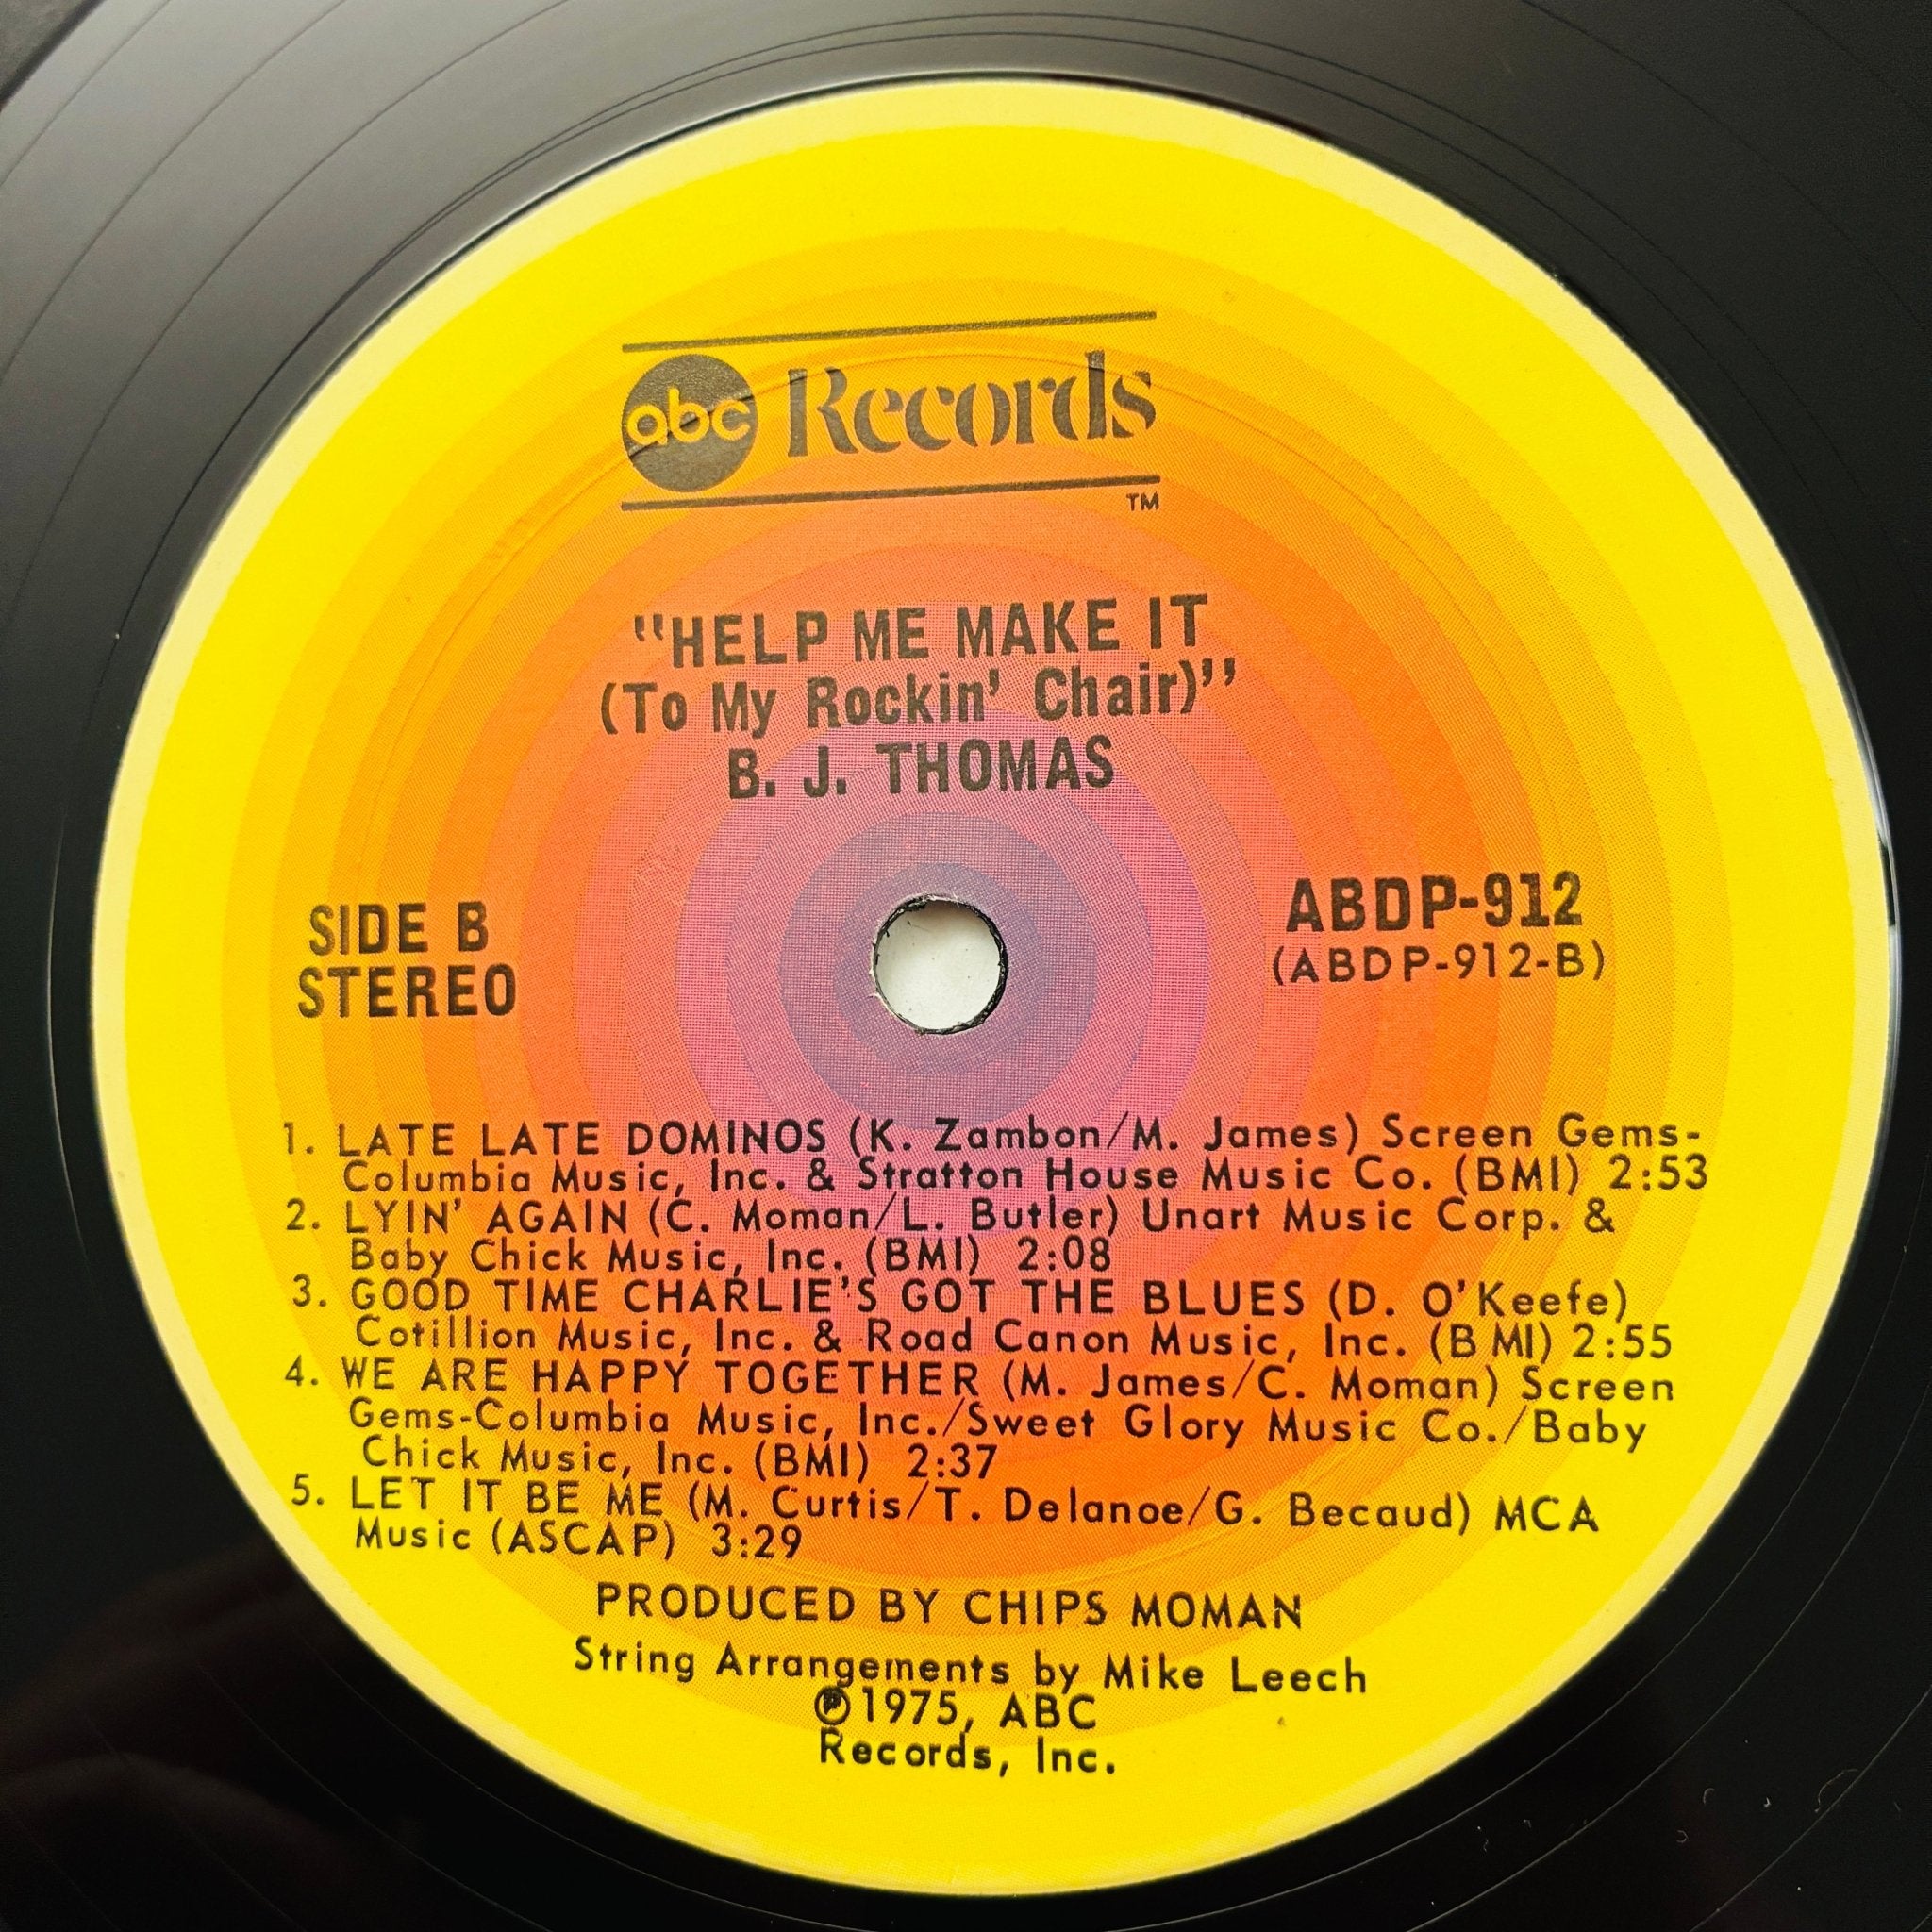 abc Records
TM
"HELP ME MAKE IT
(To My Rockin' Chair)"
B. J. THOMAS
SIDE B
STEREO
ABDP-912
(ABDP-912-B)
1. LATE LATE DOMINOS (K. Zambon/M. James) Screen Gems-
Columbia Music, Inc. & Stratton House Music Co. (BMI) 2:53
2. LYIN' AGAIN (C. Moman/L. Butler) Unart Music Corp. &
Baby Chick Music, Inc. (BMI) 2:08
3. GOOD TIME CHARLIE'S GOT THE BLUES (D. O'Keefe)
Cotillion Music, Inc. & Road Canon Music, Inc. (BMI) 2:55
4. WE ARE HAPPY TOGETHER (M. James/C. Moman) Screen
Gems-Columbia Music, Inc./Sweet Glory Music Co./Baby
Chick Music, Inc. (BMI) 2:37
5. LET IT BE ME (M. Curtis/T. Delanoe/G. Becaud) MCA
Music (ASCAP) 3:29
PRODUCED BY CHIPS MOMAN
String Arrangements by Mike Leech
℗1975, ABC
Records, Inc.